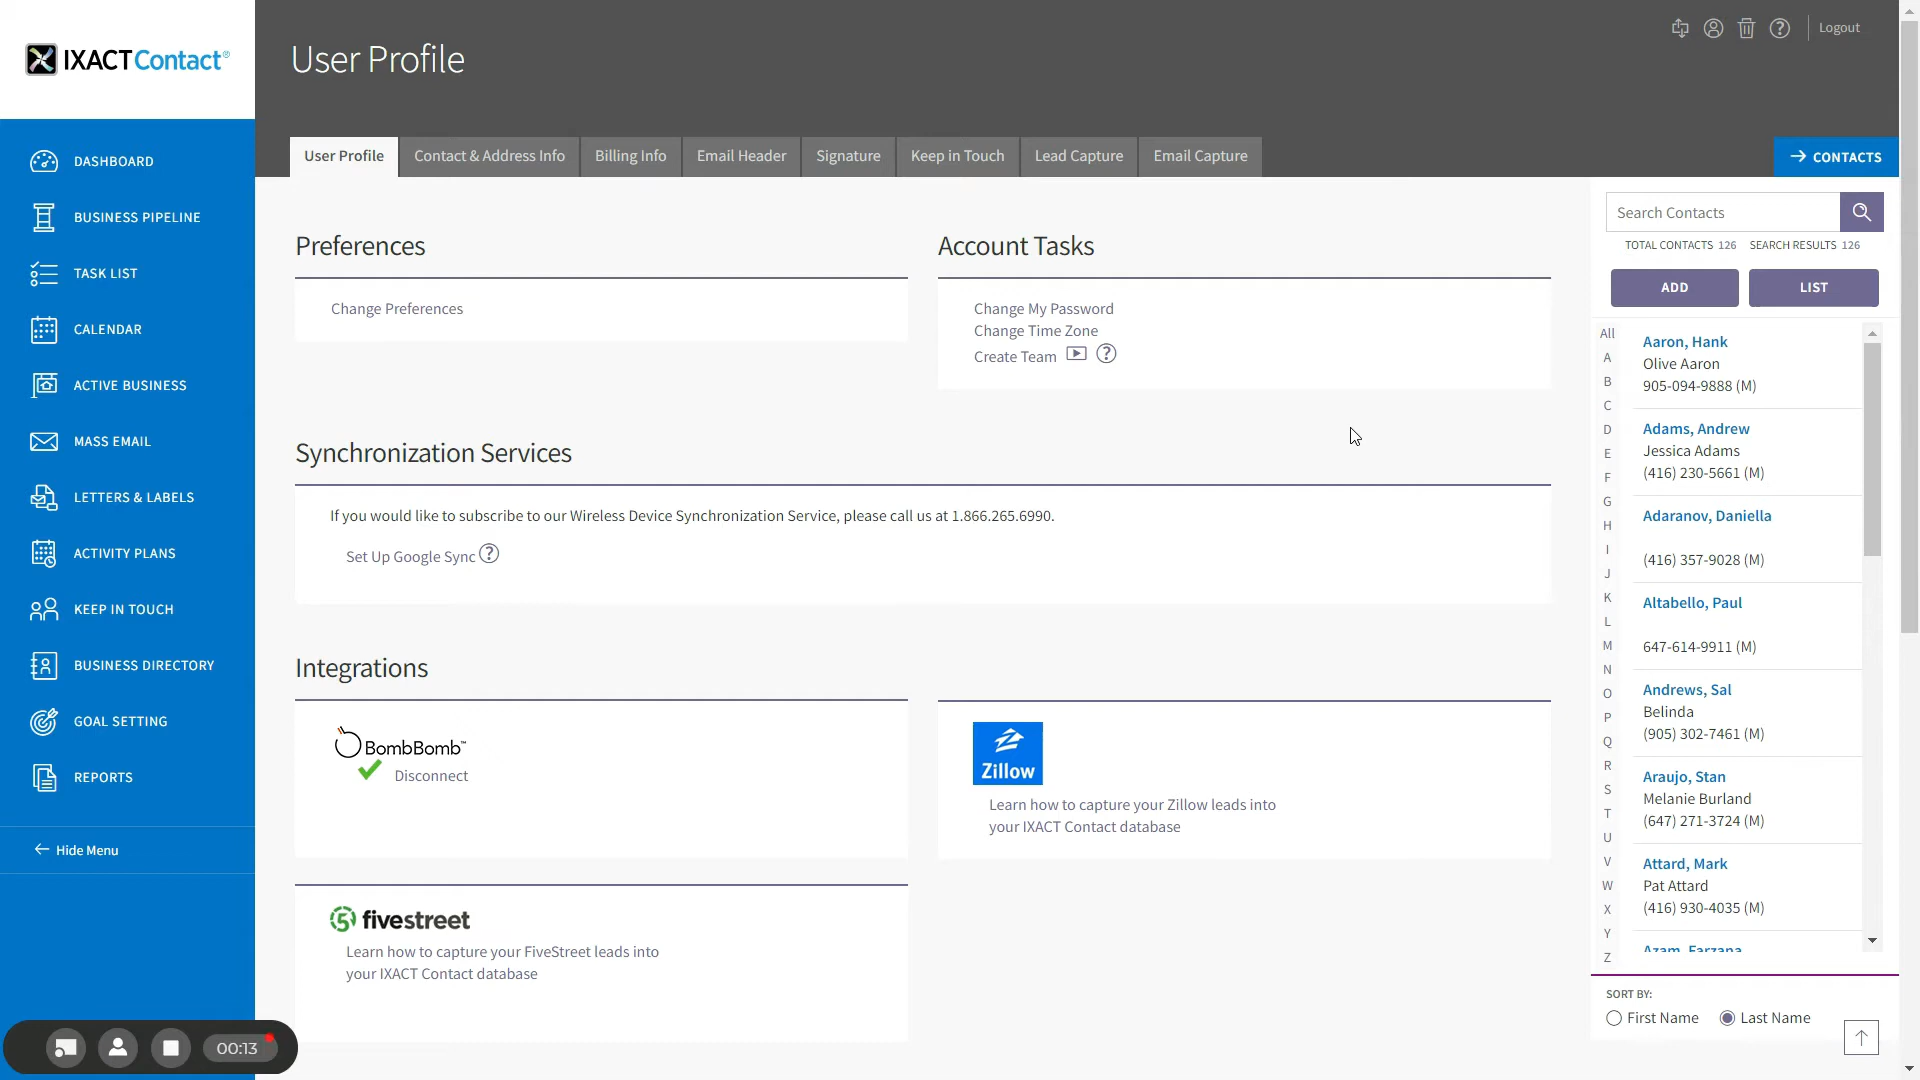 IXACTContact®
User Profile
Logout
User Profile
Contact & Address Info
Billing Info
Email Header
Signature
Keep in Touch
Lead Capture
Email Capture
CONTACTS
DASHBOARD
BUSINESS PIPELINE
TASK LIST
CALENDAR
ACTIVE BUSINESS
MASS EMAIL
LETTERS & LABELS
ACTIVITY PLANS
KEEP IN TOUCH
BUSINESS DIRECTORY
GOAL SETTING
REPORTS
Hide Menu
00:13
Preferences
Change Preferences
Account Tasks
Change My Password
Change Time Zone
Create Team
Synchronization Services
If you would like to subscribe to our Wireless Device Synchronization Service, please call us at 1.866.265.6990.
Set Up Google Sync
Integrations
BombBomb™
Disconnect
Zillow
Learn how to capture your Zillow leads into
your IXACT Contact database
fivestreet
Learn how to capture your FiveStreet leads into
your IXACT Contact database
Search Contacts
TOTAL CONTACTS 126 SEARCH RESULTS 126
ADD
LIST
All
A
B
C
D
E
F
G
H
I
J
K
L
M
N
O
P
Q
R
S
T
U
V
W
X
Y
Z
Aaron, Hank
Olive Aaron
905-094-9888 (M)
Adams, Andrew
Jessica Adams
(416) 230-5661 (M)
Adaranov, Daniella
(416) 357-9028 (M)
Altabello, Paul
647-614-9911 (M)
Andrews, Sal
Belinda
(905) 302-7461 (M)
Araujo, Stan
Melanie Burland
(647) 271-3724 (M)
Attard, Mark
Pat Attard
(416) 930-4035 (M)
Azam, Farzana
SORT BY:
First Name
Last Name